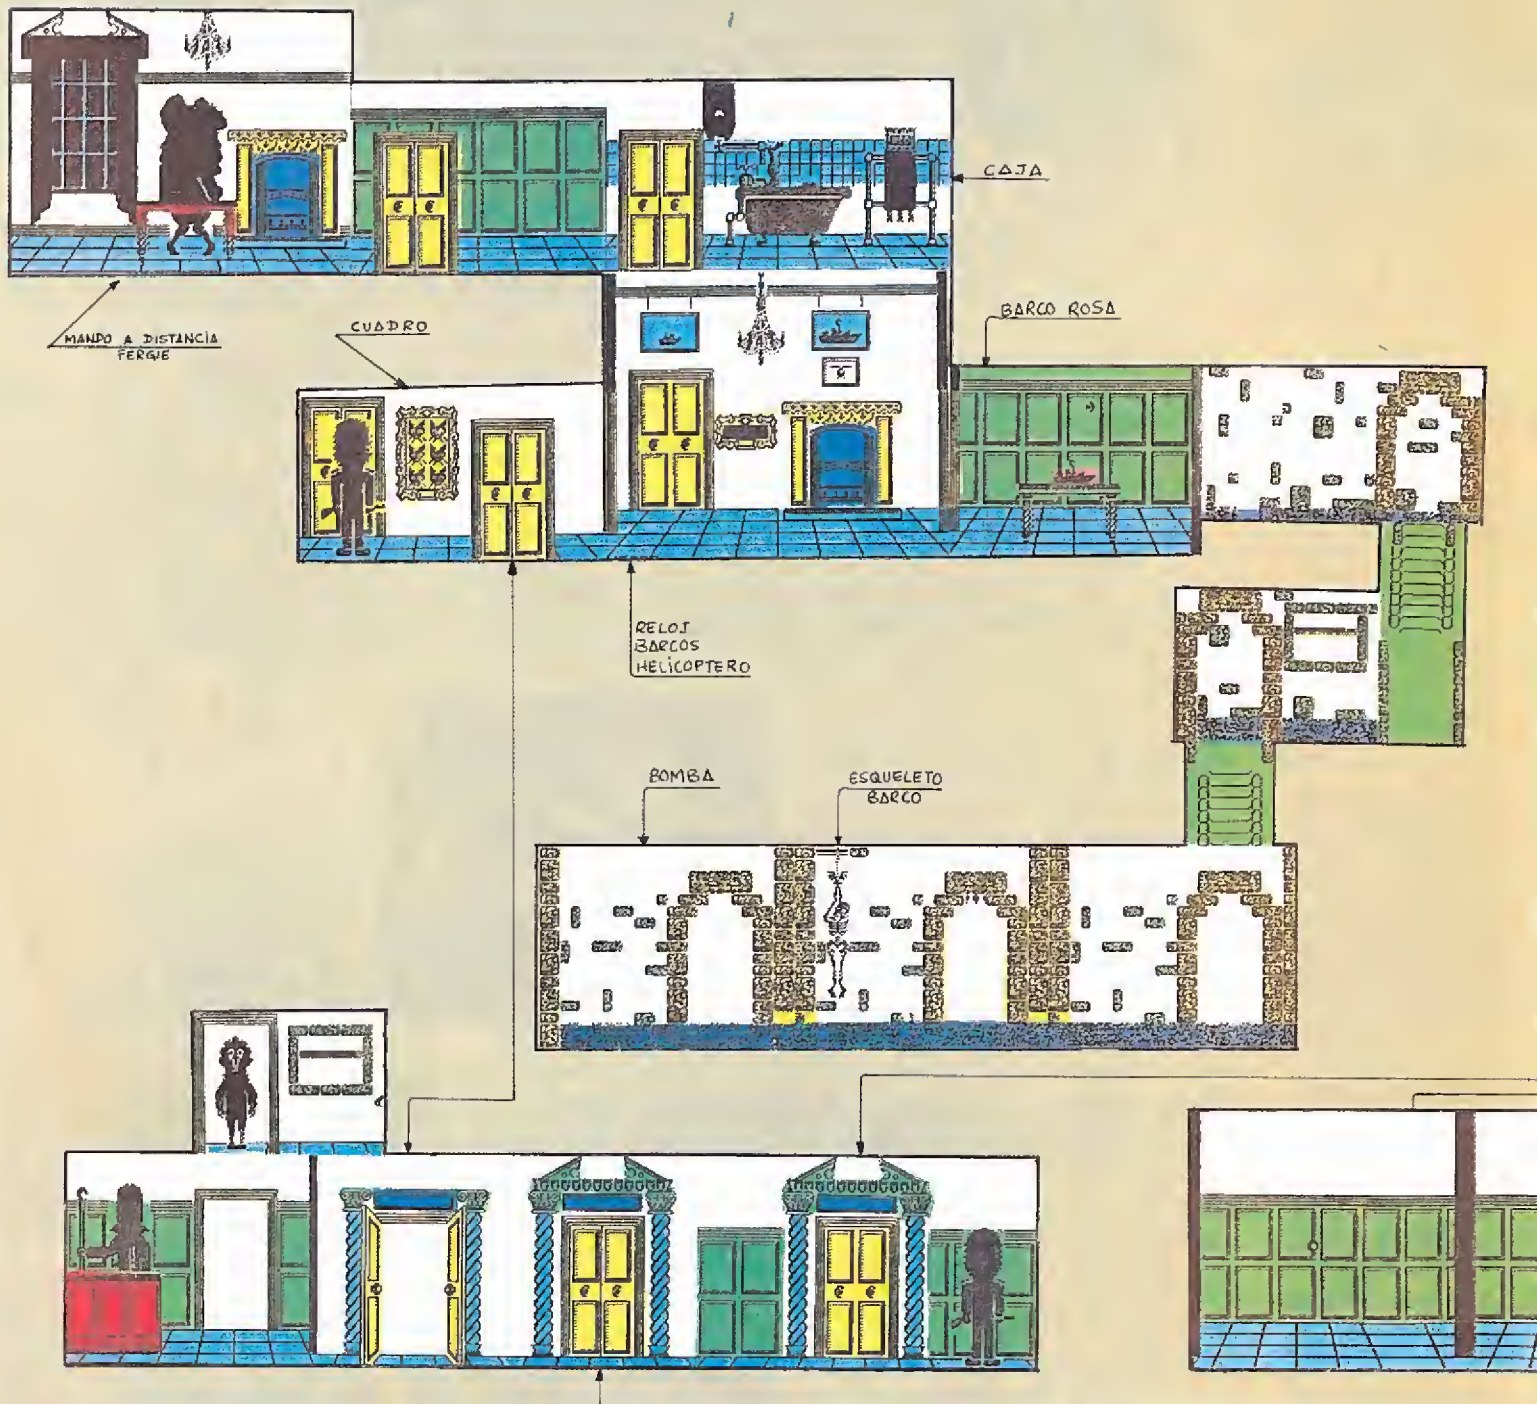 CAJA
MANDO A DISTANCIA
FERGIE
CUADRO
BARCO ROSA
RELOJ
BARCOS
HELICOPTERO
BOMBA
ESQUELETO
BARCO